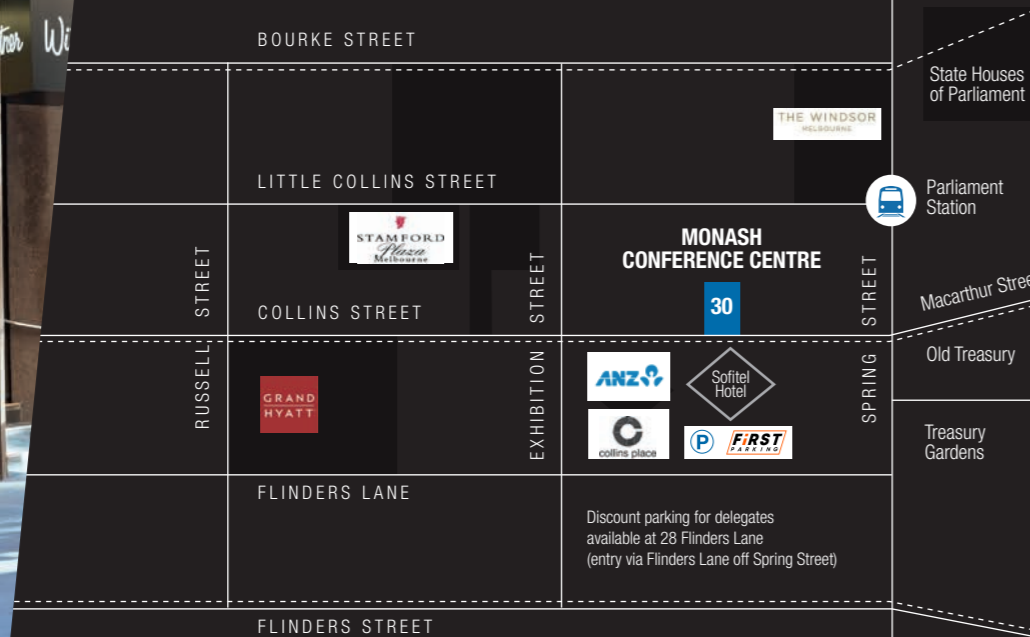 BOURKE STREET
State Houses
of Parliament
THE WINDSOR
MELBOURNE
LITTLE COLLINS STREET
Parliament
Station
STAMFORD
Plaza
Melbourne
MONASH
CONFERENCE CENTRE
30
COLLINS STREET
RUSSELL STREET
EXHIBITION STREET
SPRING STREET
Macarthur Stree
Old Treasury
GRAND
HYATT
ANZ
Sofitel
Hotel
collins place
P
FiRST
PARKING
Treasury
Gardens
FLINDERS LANE
Discount parking for delegates
available at 28 Flinders Lane
(entry via Flinders Lane off Spring Street)
FLINDERS STREET